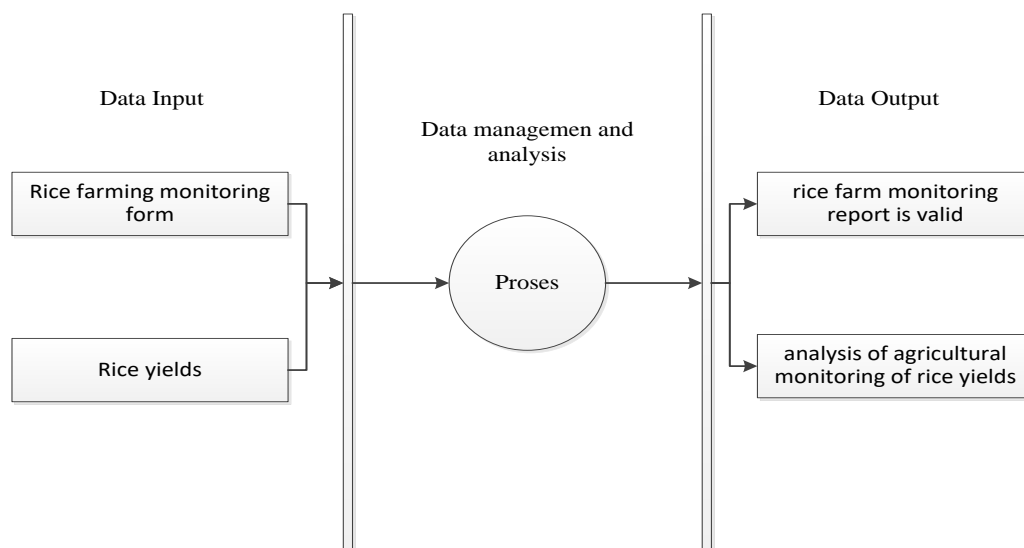 Data Input
Rice farming monitoring
form
Rice yields
Data managemen and
analysis
Proses
Data Output
rice farm monitoring
report is valid
analysis of agricultural
monitoring of rice yields